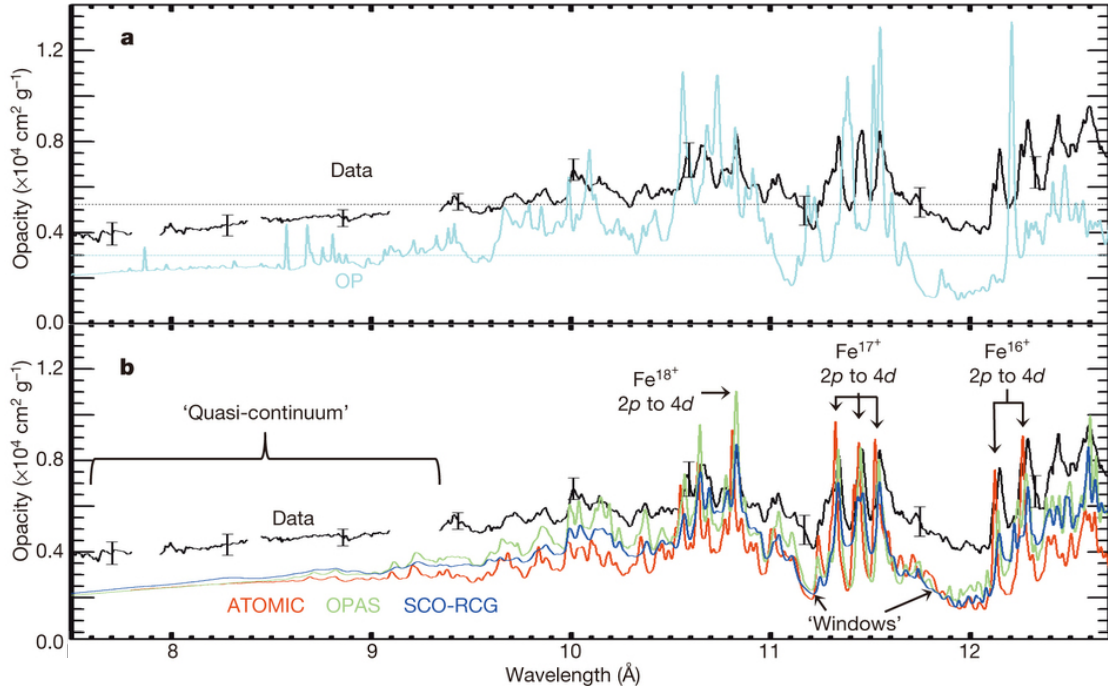 a
1.2
0.8
0.4
0.0
Opacity (×10⁴ cm² g⁻¹)
Data
OP
b
1.2
0.8
0.4
0.0
Opacity (×10⁴ cm² g⁻¹)
'Quasi-continuum'
Data
ATOMIC OPAS SCO-RCG
Fe¹⁸⁺
2p to 4d
Fe¹⁷⁺
2p to 4d
Fe¹⁶⁺
2p to 4d
'Windows'
8 9 10 11 12
Wavelength (Å)